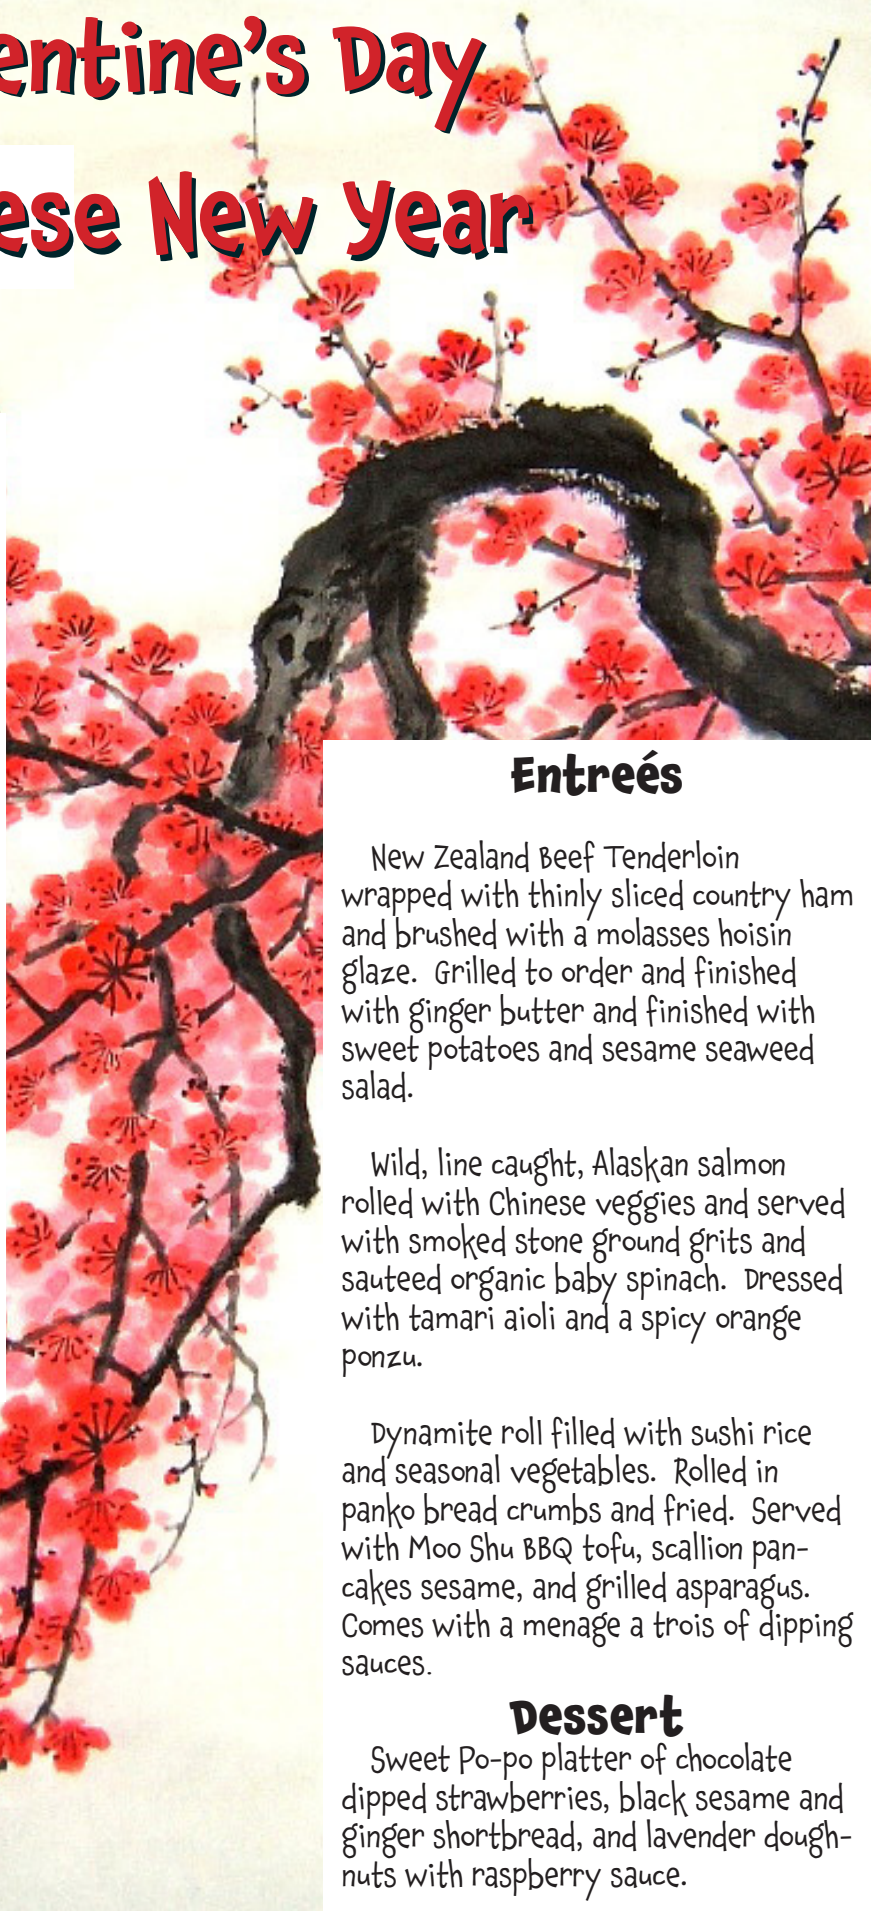 entine's Day
ese New Year
Entreés
New Zealand Beef Tenderloin
wrapped with thinly sliced country ham
and brushed with a molasses hoisin
glaze.  Grilled to order and finished
with ginger butter and finished with
sweet potatoes and sesame seaweed
salad.
Wild, line caught, Alaskan salmon
rolled with Chinese veggies and served
with smoked stone ground grits and
sauteed organic baby spinach.  Dressed
with tamari aioli and a spicy orange
ponzu.
Dynamite roll filled with sushi rice
and seasonal vegetables.  Rolled in
panko bread crumbs and fried.  Served
with Moo Shu BBQ tofu, scallion pan-
cakes sesame, and grilled asparagus.
Comes with a menage a trois of dipping
sauces.
Dessert
Sweet Po-po platter of chocolate
dipped strawberries, black sesame and
ginger shortbread, and lavender dough-
nuts with raspberry sauce.